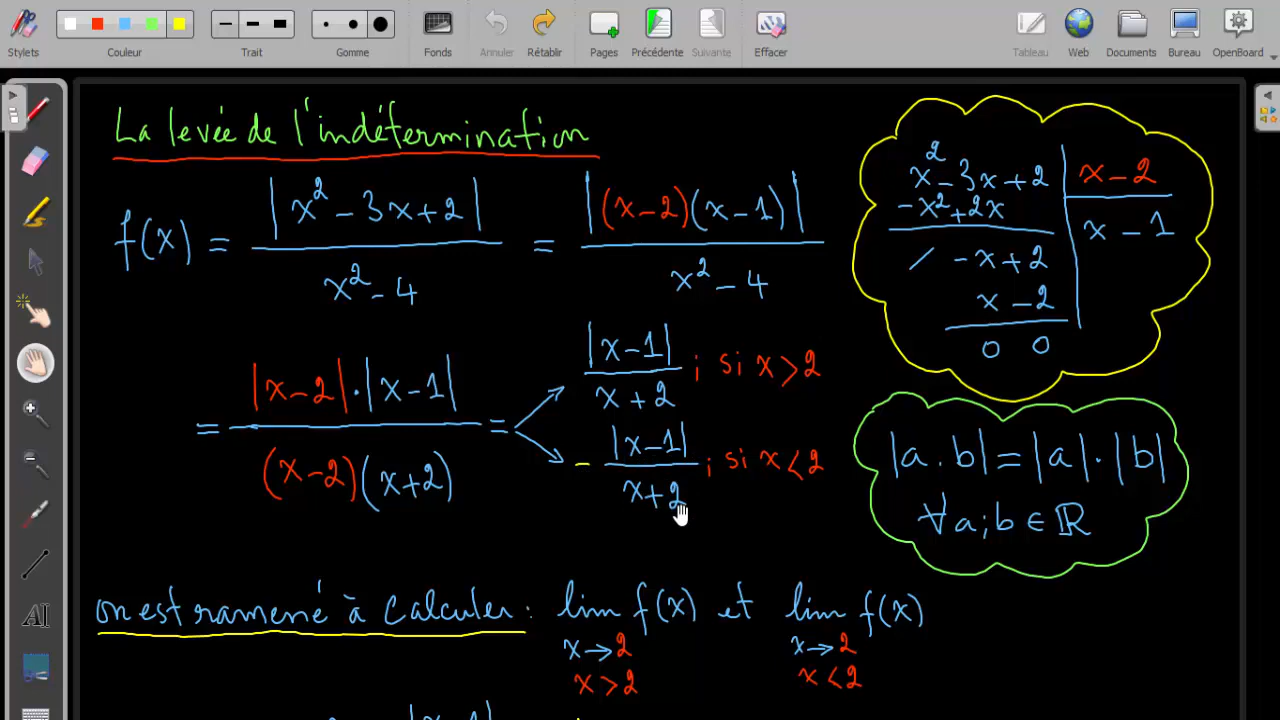 Stylets Couleur Trait Gomme Fonds Annuler Rétablir Pages Précédente Suivante Effacer Tableau Web Documents Bureau OpenBoard
La levée de l'indétermination
f(x) = |x² - 3x + 2| / (x² - 4) = |(x-2)(x-1)| / (x² - 4)
= |x-2|·|x-1| / ((x-2)(x+2)) =
|x-1| / (x+2) ; si x > 2
- |x-1| / (x+2) ; si x < 2
x² - 3x + 2 | x - 2
-x² + 2x | x - 1
/ -x + 2
x - 2
0 0
|a.b| = |a|·|b|
∀a;b ∈ ℝ
on est ramené à calculer : lim f(x) et lim f(x)
x→2 x→2
x>2 x<2
AI